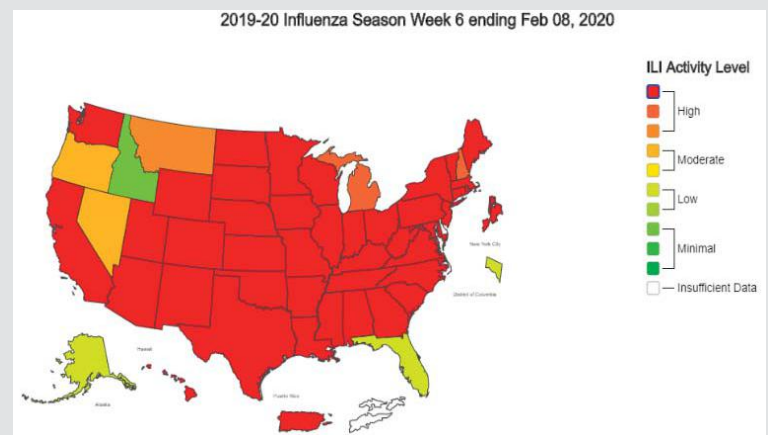 2019-20 Influenza Season Week 6 ending Feb 08, 2020
ILI Activity Level
High
Moderate
Low
Minimal
Insufficient Data
New York City
District of Columbia
Hawaii
Alaska
Puerto Rico